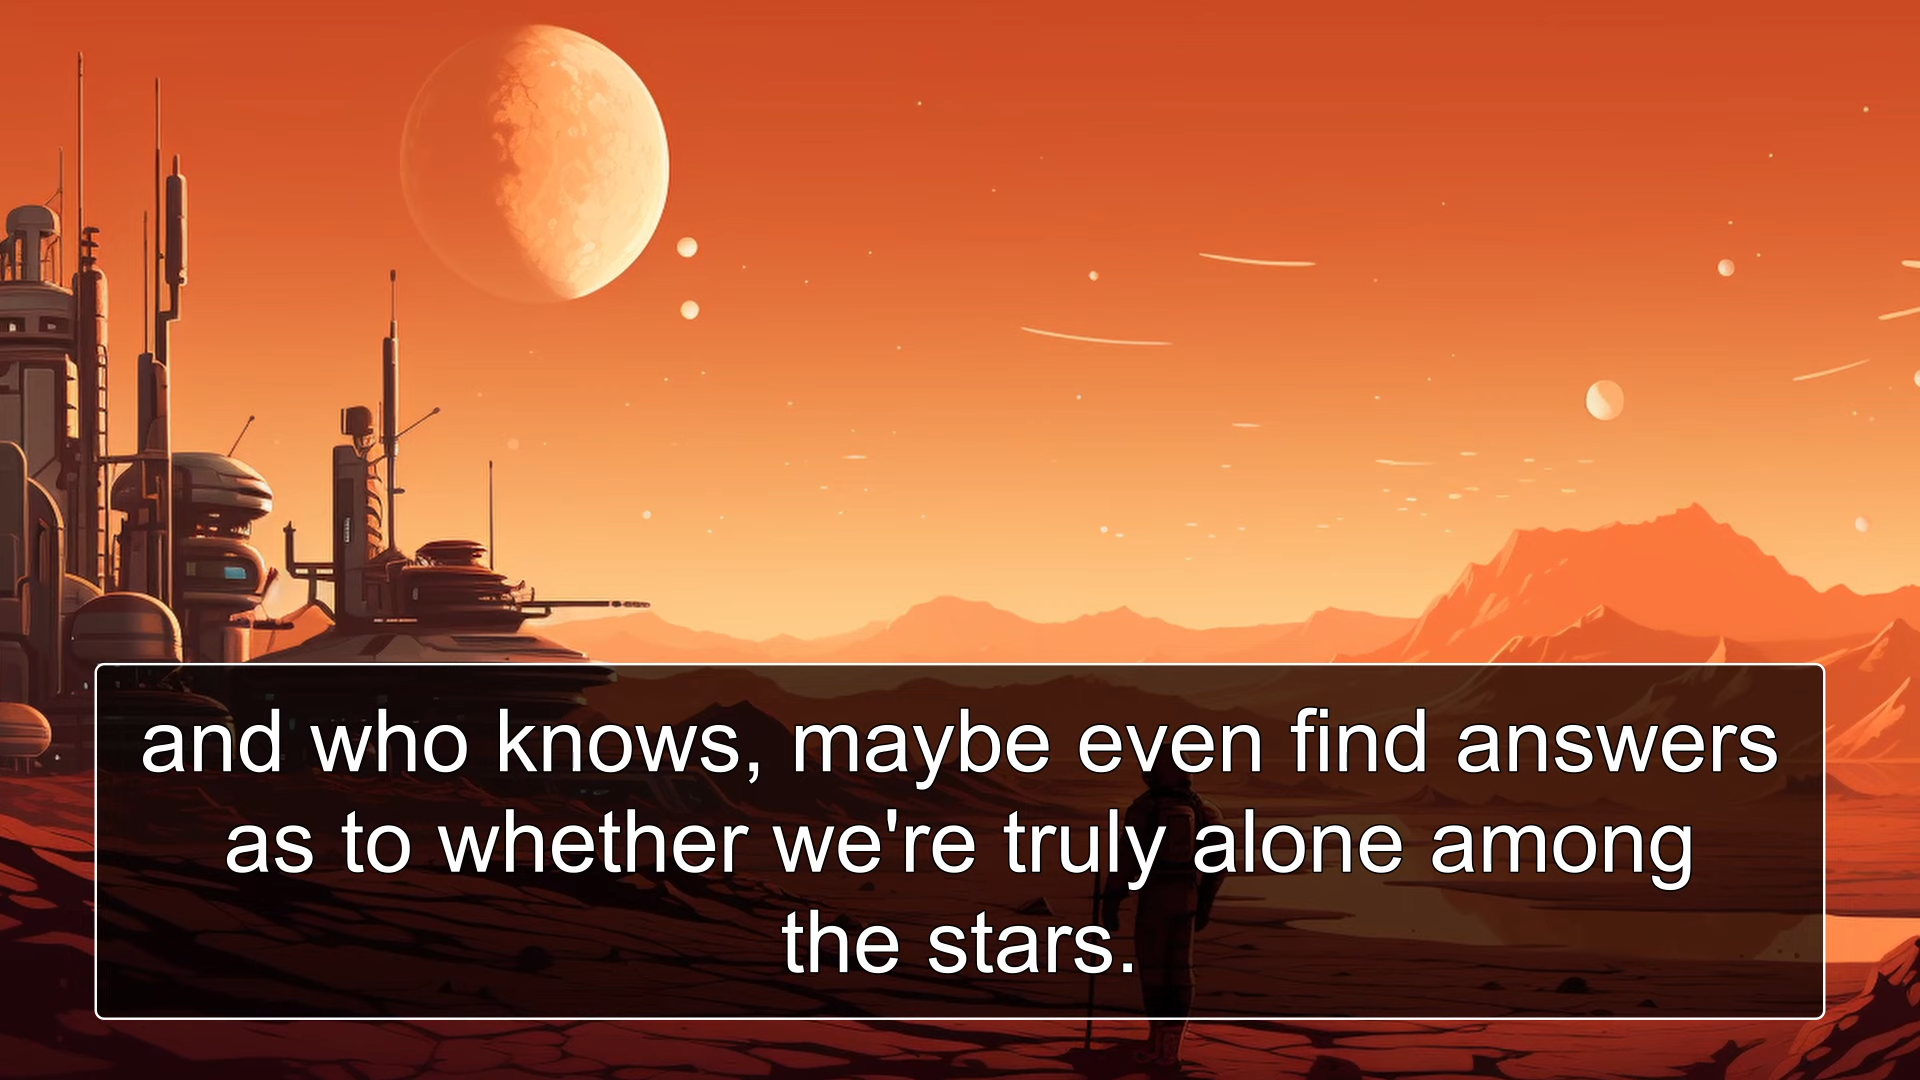 and who knows, maybe even find answers
as to whether we're truly alone among
the stars.